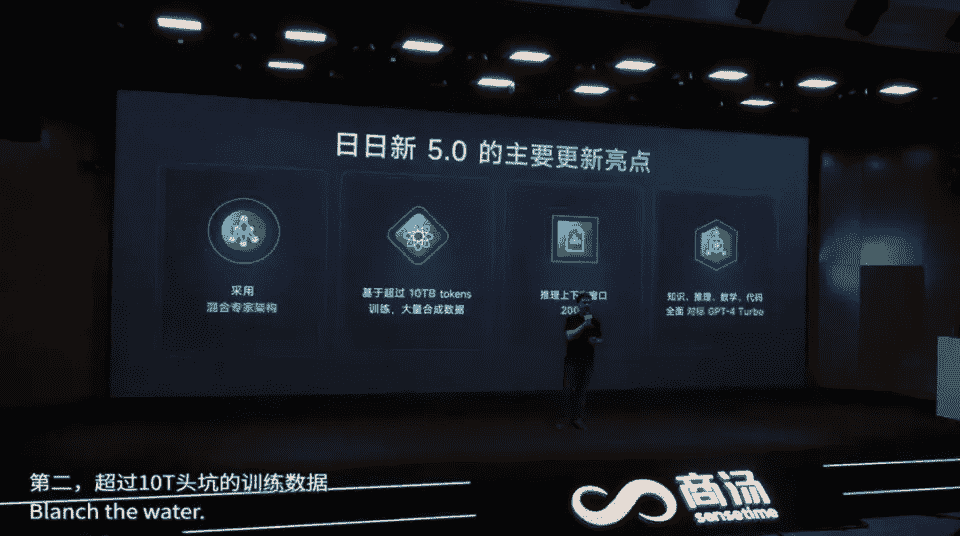 日日新 5.0 的主要更新亮点
采用
混合专家架构
基于超过 10TB tokens
训练、大量合成数据
推理上下 窗口
知识、推理、数学、代码
全面 对标 GPT-4 Turbo
第二，超过10T头坑的训练数据
Blanch the water.
商汤
sensetime